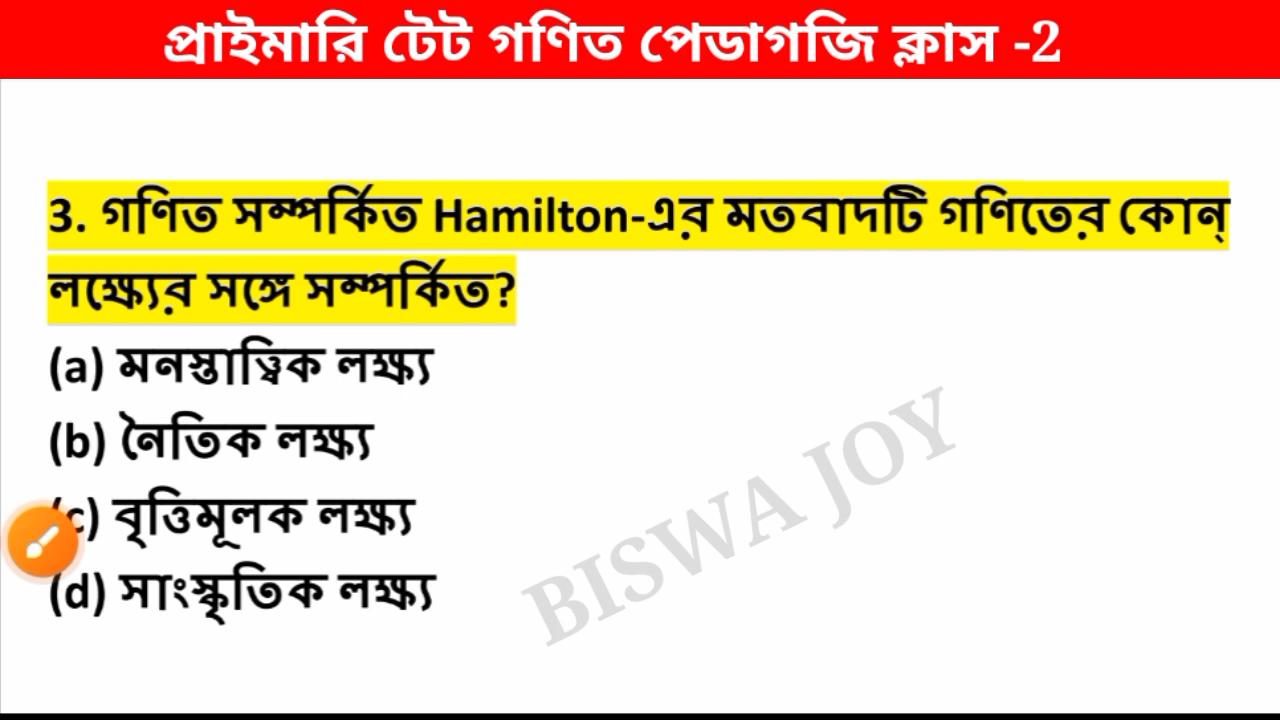 প্রাইমারি টেট গণিত পেডাগজি ক্লাস -2
3. গণিত সম্পর্কিত Hamilton-এর মতবাদটি গণিতের কোন্
লক্ষ্যের সঙ্গে সম্পর্কিত?
(a) মনস্তাত্ত্বিক লক্ষ্য
(b) নৈতিক লক্ষ্য
(c) বৃত্তিমূলক লক্ষ্য
(d) সাংস্কৃতিক লক্ষ্য
BISWA JOY